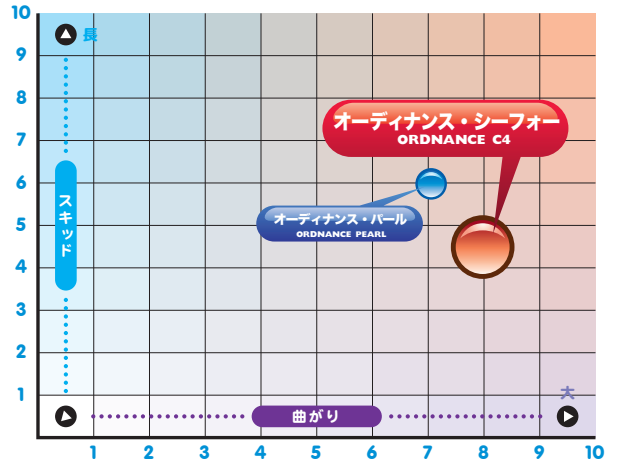 10
長
9
8
オーディナンス・シーフォー
ORDNANCE C4
7
6
スキッド
オーディナンス・パール
ORDNANCE PEARL
5
4
3
2
1
大
曲がり
1 2 3 4 5 6 7 8 9 10